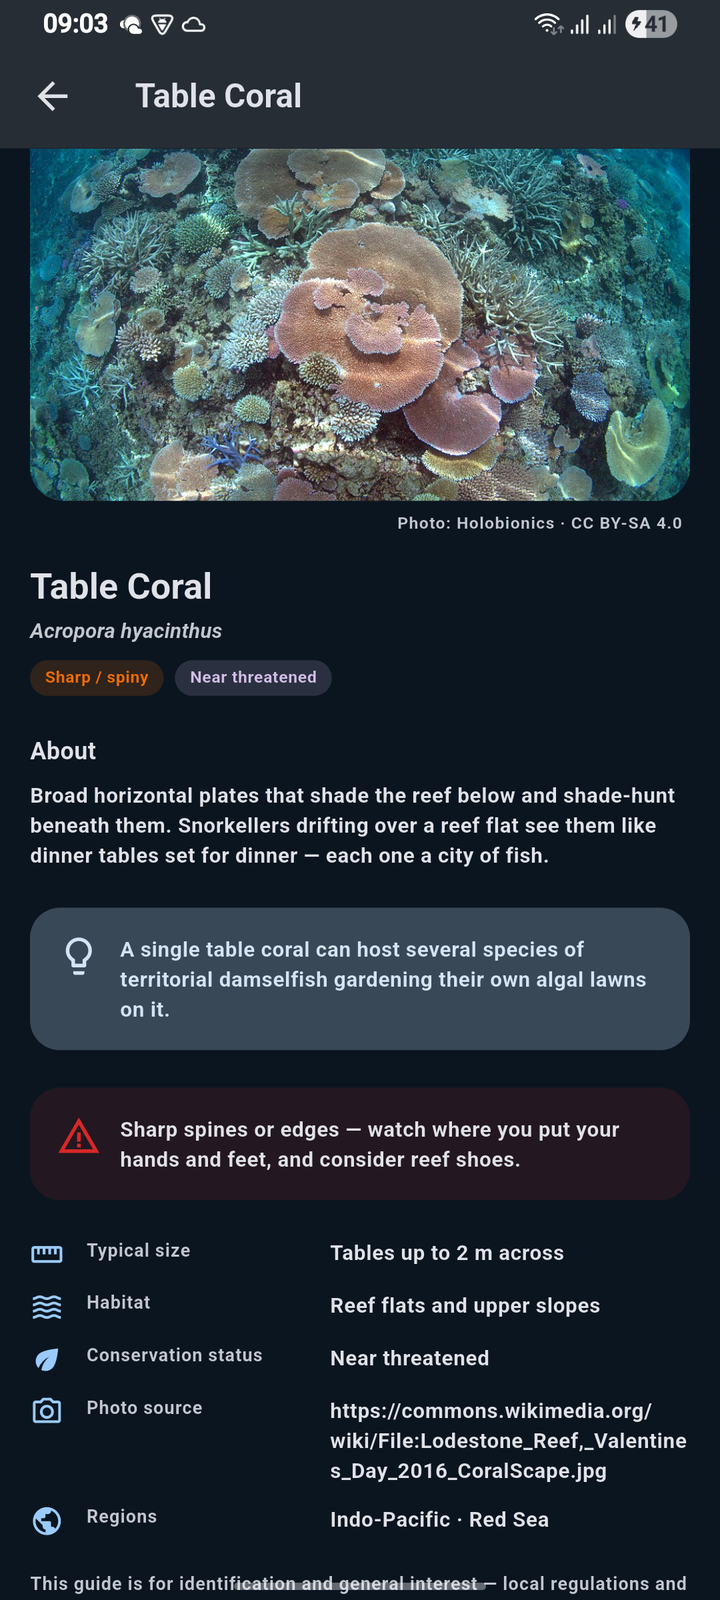 09:03
41
Table Coral
Photo: Holobionics · CC BY-SA 4.0
Table Coral
Acropora hyacinthus
Sharp / spiny
Near threatened
About
Broad horizontal plates that shade the reef below and shade-hunt
beneath them. Snorkellers drifting over a reef flat see them like
dinner tables set for dinner — each one a city of fish.
A single table coral can host several species of
territorial damselfish gardening their own algal lawns
on it.
Sharp spines or edges — watch where you put your
hands and feet, and consider reef shoes.
Typical size
Tables up to 2 m across
Habitat
Reef flats and upper slopes
Conservation status
Near threatened
Photo source
https://commons.wikimedia.org/
wiki/File:Lodestone_Reef,_Valentine
s_Day_2016_CoralScape.jpg
Regions
Indo-Pacific · Red Sea
This guide is for identification and general interest — local regulations and